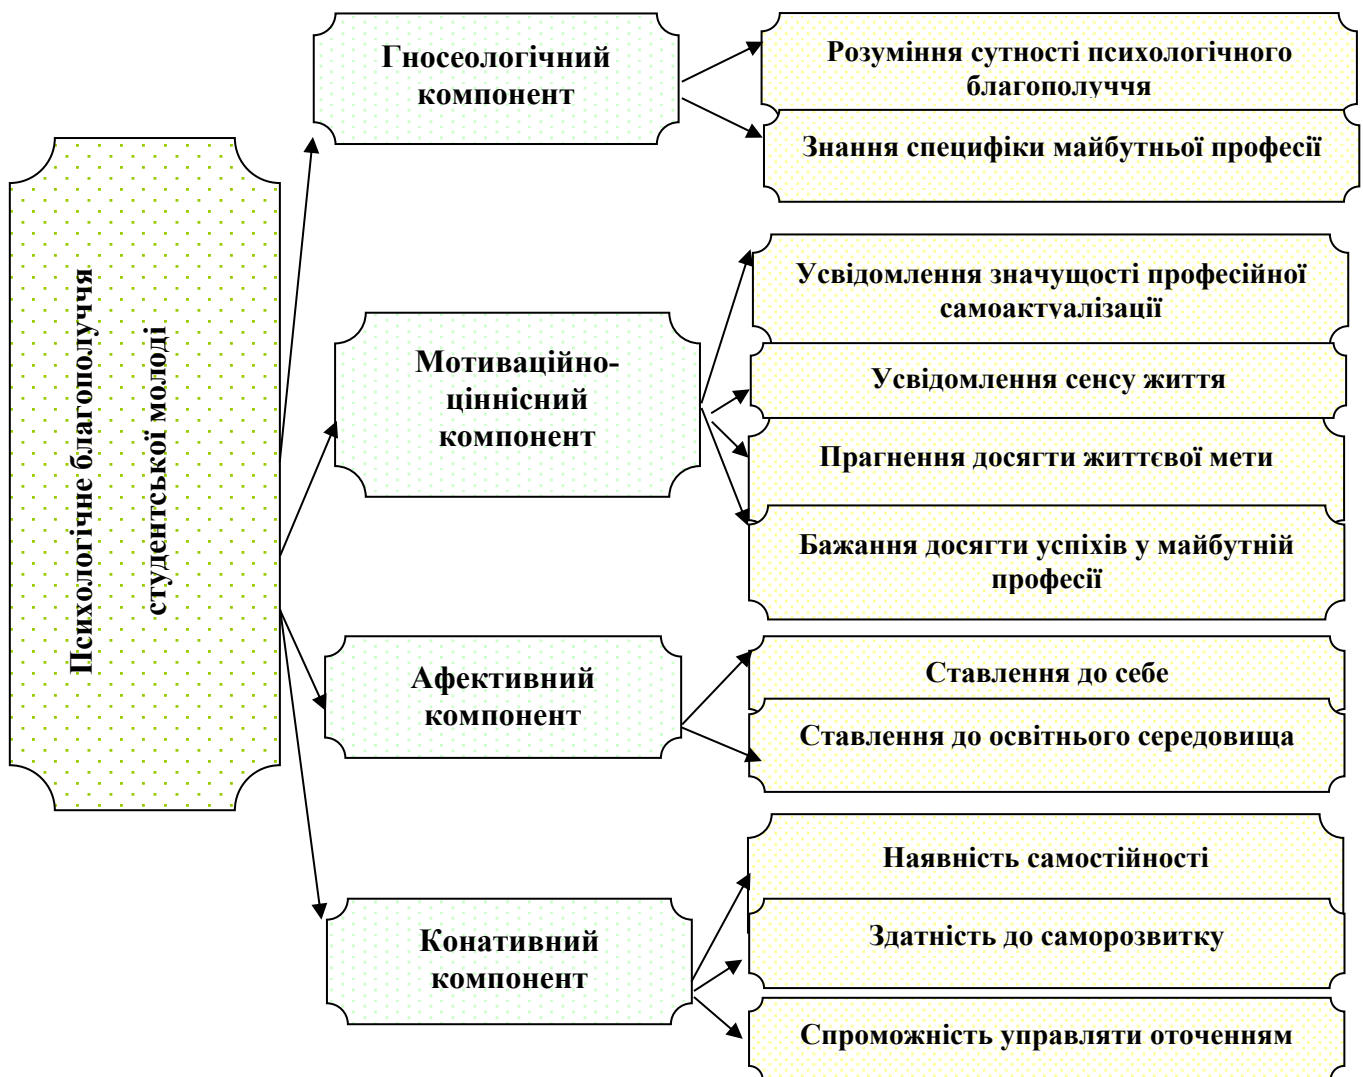 Психологічне благополуччя
студентської молоді
Гносеологічний
компонент
Розуміння сутності психологічного
благополуччя
Знання специфіки майбутньої професії
Мотиваційно-
ціннісний
компонент
Усвідомлення значущості професійної
самоактуалізації
Усвідомлення сенсу життя
Прагнення досягти життєвої мети
Бажання досягти успіхів у майбутній
професії
Афективний
компонент
Ставлення до себе
Ставлення до освітнього середовища
Конативний
компонент
Наявність самостійності
Здатність до саморозвитку
Спроможність управляти оточенням